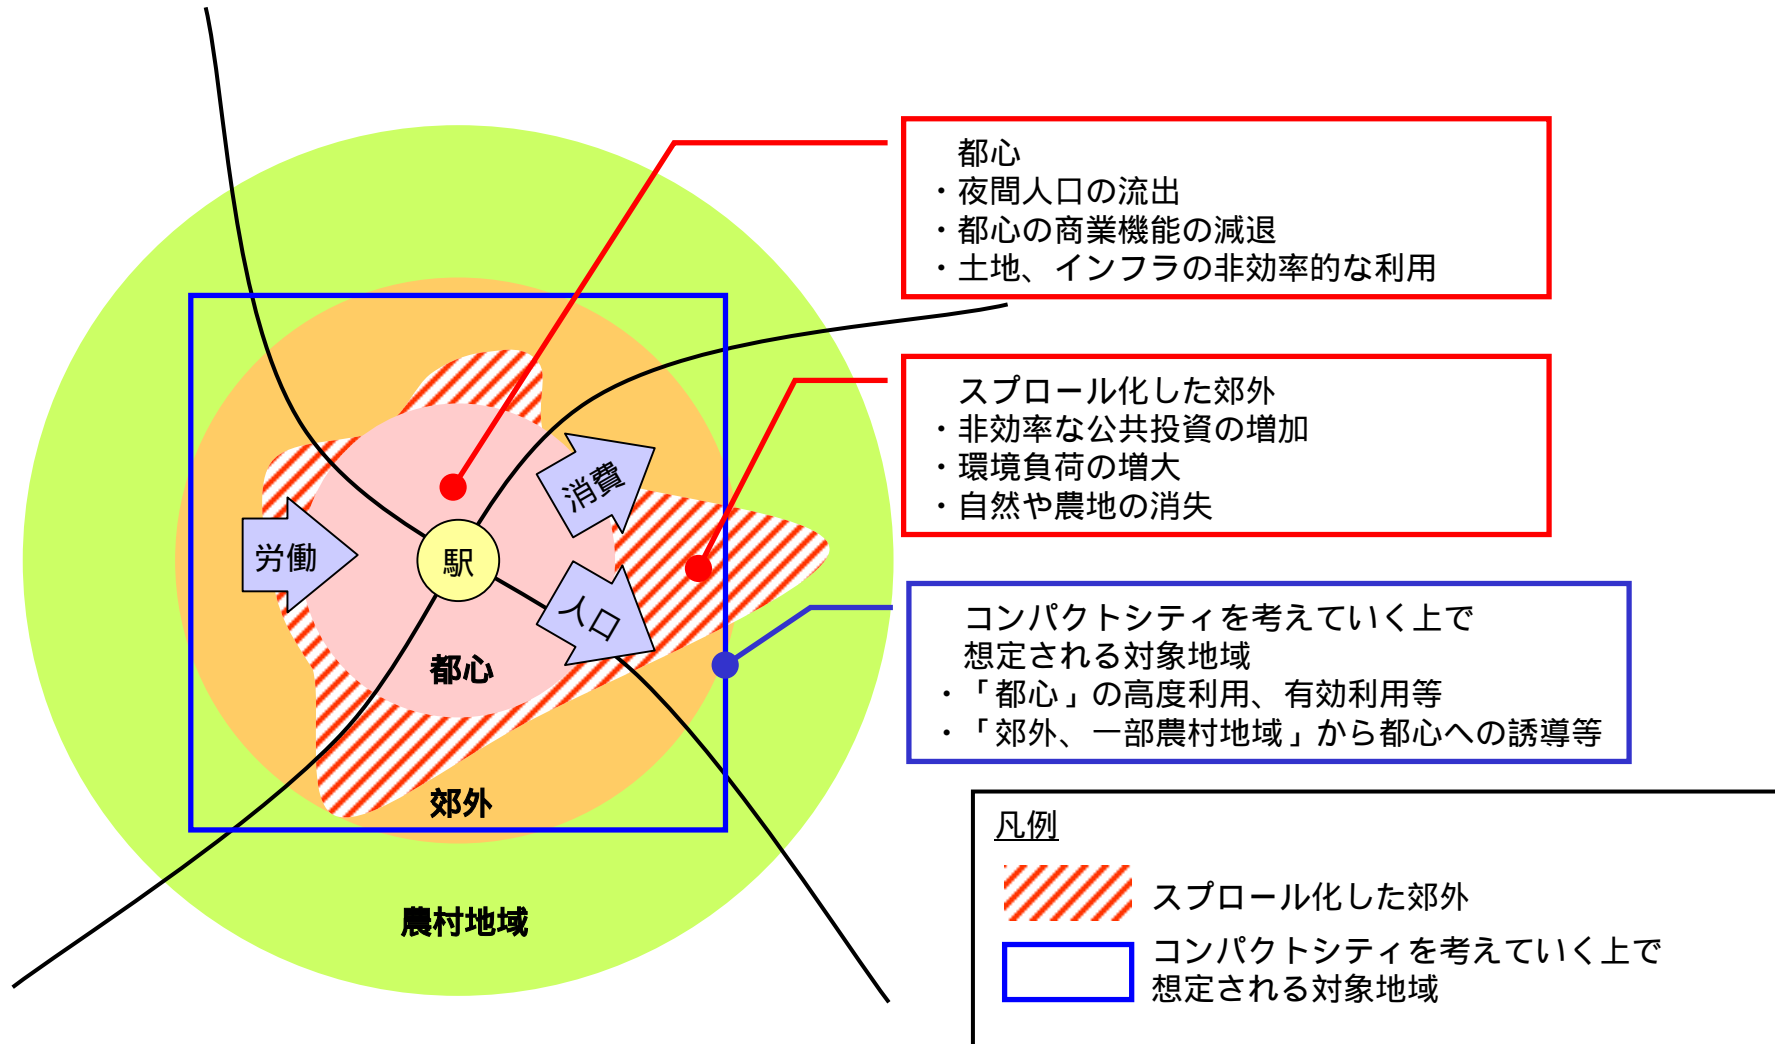 都心
・夜間人口の流出
・都心の商業機能の減退
・土地、インフラの非効率的な利用
スプロール化した郊外
・非効率な公共投資の増加
・環境負荷の増大
・自然や農地の消失
消費
労働
駅
人口
都心
郊外
農村地域
コンパクトシティを考えていく上で
想定される対象地域
・「都心」の高度利用、有効利用等
・「郊外、一部農村地域」から都心への誘導等
凡例
スプロール化した郊外
コンパクトシティを考えていく上で
想定される対象地域